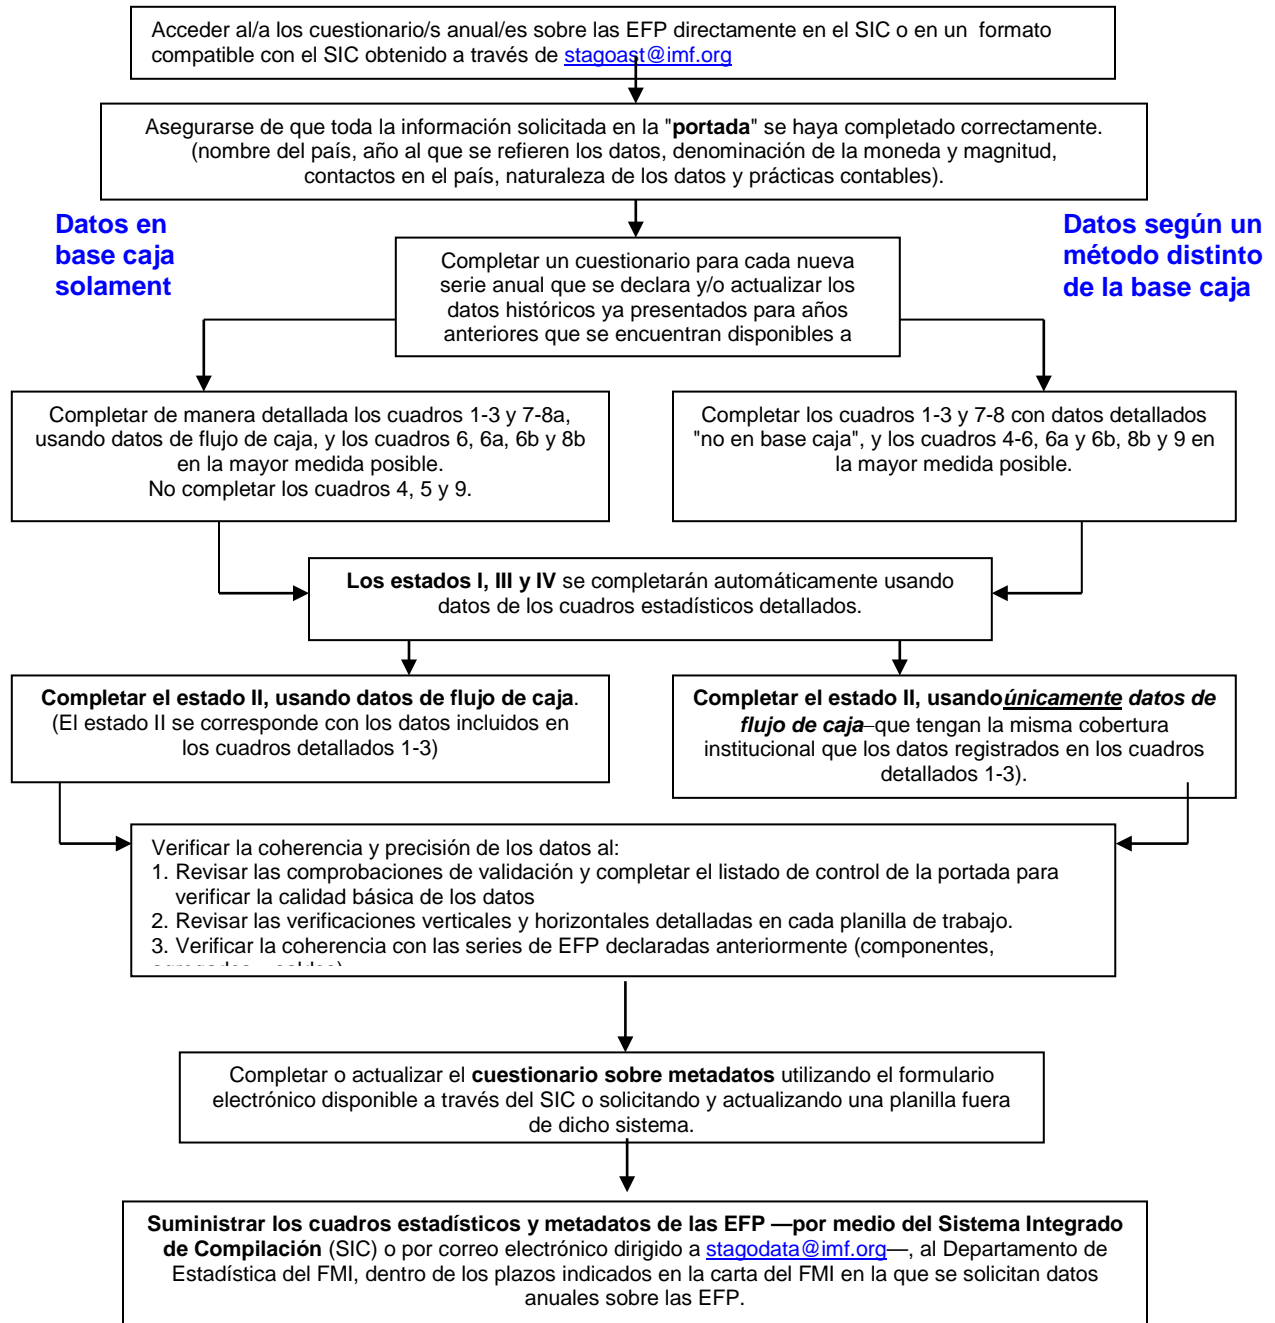 Acceder al/a los cuestionario/s anual/es sobre las EFP directamente en el SIC o en un formato
compatible con el SIC obtenido a través de stagoast@imf.org
Asegurarse de que toda la información solicitada en la "portada" se haya completado correctamente.
(nombre del país, año al que se refieren los datos, denominación de la moneda y magnitud,
contactos en el país, naturaleza de los datos y prácticas contables).
Datos en
base caja
solament
Datos según un
método distinto
de la base caja
Completar un cuestionario para cada nueva
serie anual que se declara y/o actualizar los
datos históricos ya presentados para años
anteriores que se encuentran disponibles a
Completar de manera detallada los cuadros 1-3 y 7-8a,
usando datos de flujo de caja, y los cuadros 6, 6a, 6b y 8b
en la mayor medida posible.
No completar los cuadros 4, 5 y 9.
Completar los cuadros 1-3 y 7-8 con datos detallados
"no en base caja", y los cuadros 4-6, 6a y 6b, 8b y 9 en
la mayor medida posible.
Los estados I, III y IV se completarán automáticamente usando
datos de los cuadros estadísticos detallados.
Completar el estado II, usando datos de flujo de caja.
(El estado II se corresponde con los datos incluidos en
los cuadros detallados 1-3)
Completar el estado II, usando únicamente datos de
flujo de caja–que tengan la misma cobertura
institucional que los datos registrados en los cuadros
detallados 1-3).
Verificar la coherencia y precisión de los datos al:
1. Revisar las comprobaciones de validación y completar el listado de control de la portada para
verificar la calidad básica de los datos
2. Revisar las verificaciones verticales y horizontales detalladas en cada planilla de trabajo.
3. Verificar la coherencia con las series de EFP declaradas anteriormente (componentes,
Completar o actualizar el cuestionario sobre metadatos utilizando el formulario
electrónico disponible a través del SIC o solicitando y actualizando una planilla fuera
de dicho sistema.
Suministrar los cuadros estadísticos y metadatos de las EFP —por medio del Sistema Integrado
de Compilación (SIC) o por correo electrónico dirigido a stagodata@imf.org—, al Departamento de
Estadística del FMI, dentro de los plazos indicados en la carta del FMI en la que se solicitan datos
anuales sobre las EFP.